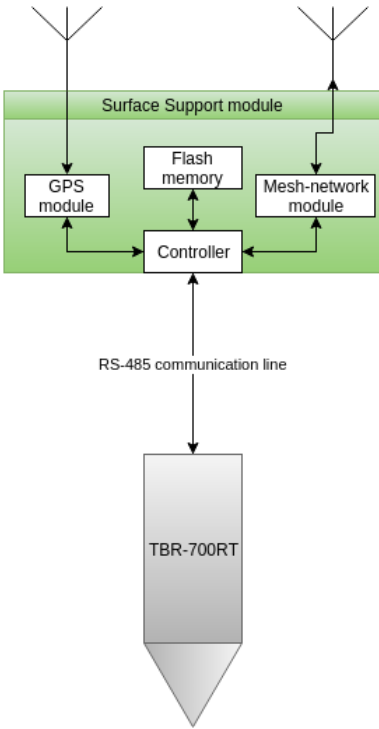 Surface Support module
Flash
memory
GPS
module
Mesh-network
module
Controller
RS-485 communication line
TBR-700RT